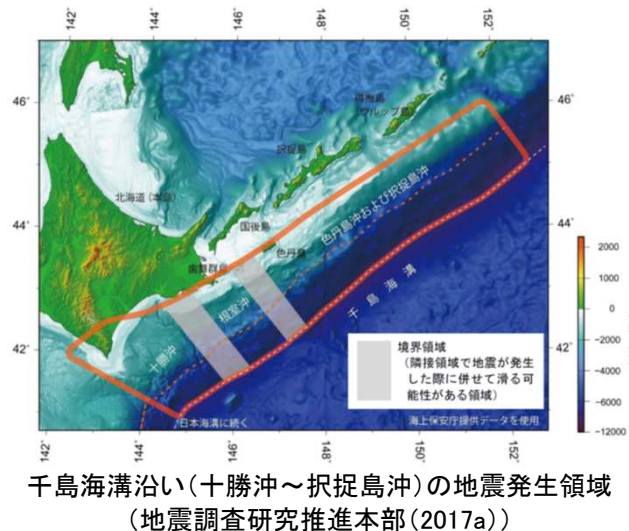 142°
144°
146°
148°
150°
152°
46°
46°
得撫島
(ウルップ島)
択捉島
北海道(本島)
44°
44°
国後島
色丹島
色丹島沖および択捉島沖
歯舞群島
根室沖
千島海溝
十勝沖
42°
42°
境界領域
(隣接領域で地震が発生
した際に併せて滑る可
能性がある領域)
日本海溝に続く
海上保安庁提供データを使用
142°
144°
146°
148°
150°
152°
2000
0
-2000
-4000
-6000
-12000
千島海溝沿い(十勝沖~択捉島沖)の地震発生領域
(地震調査研究推進本部(2017a))